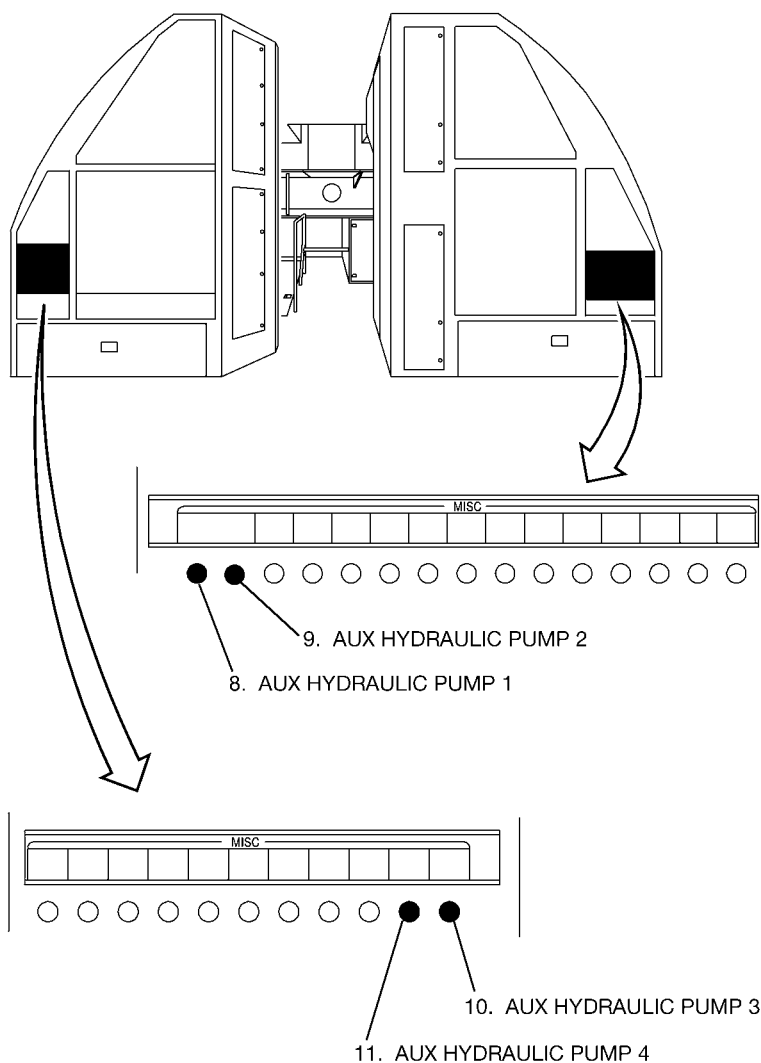 MISC
9. AUX HYDRAULIC PUMP 2
8. AUX HYDRAULIC PUMP 1
MISC
10. AUX HYDRAULIC PUMP 3
11. AUX HYDRAULIC PUMP 4